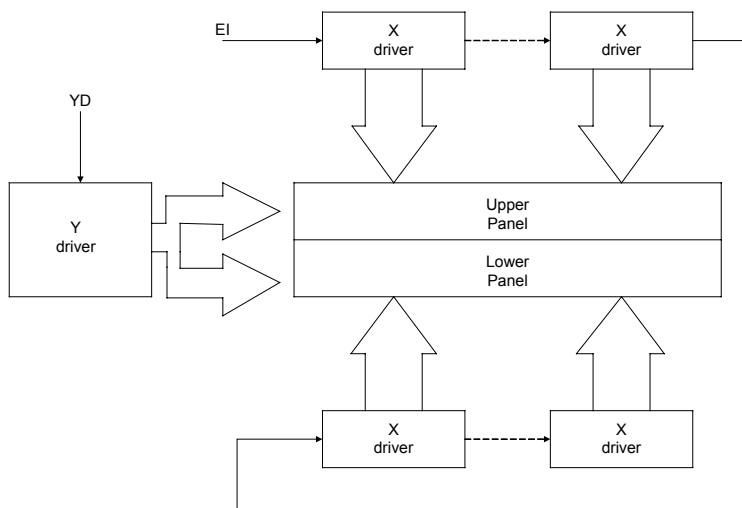 EI
X
driver
X
driver
YD
Y
driver
Upper
Panel
Lower
Panel
X
driver
X
driver